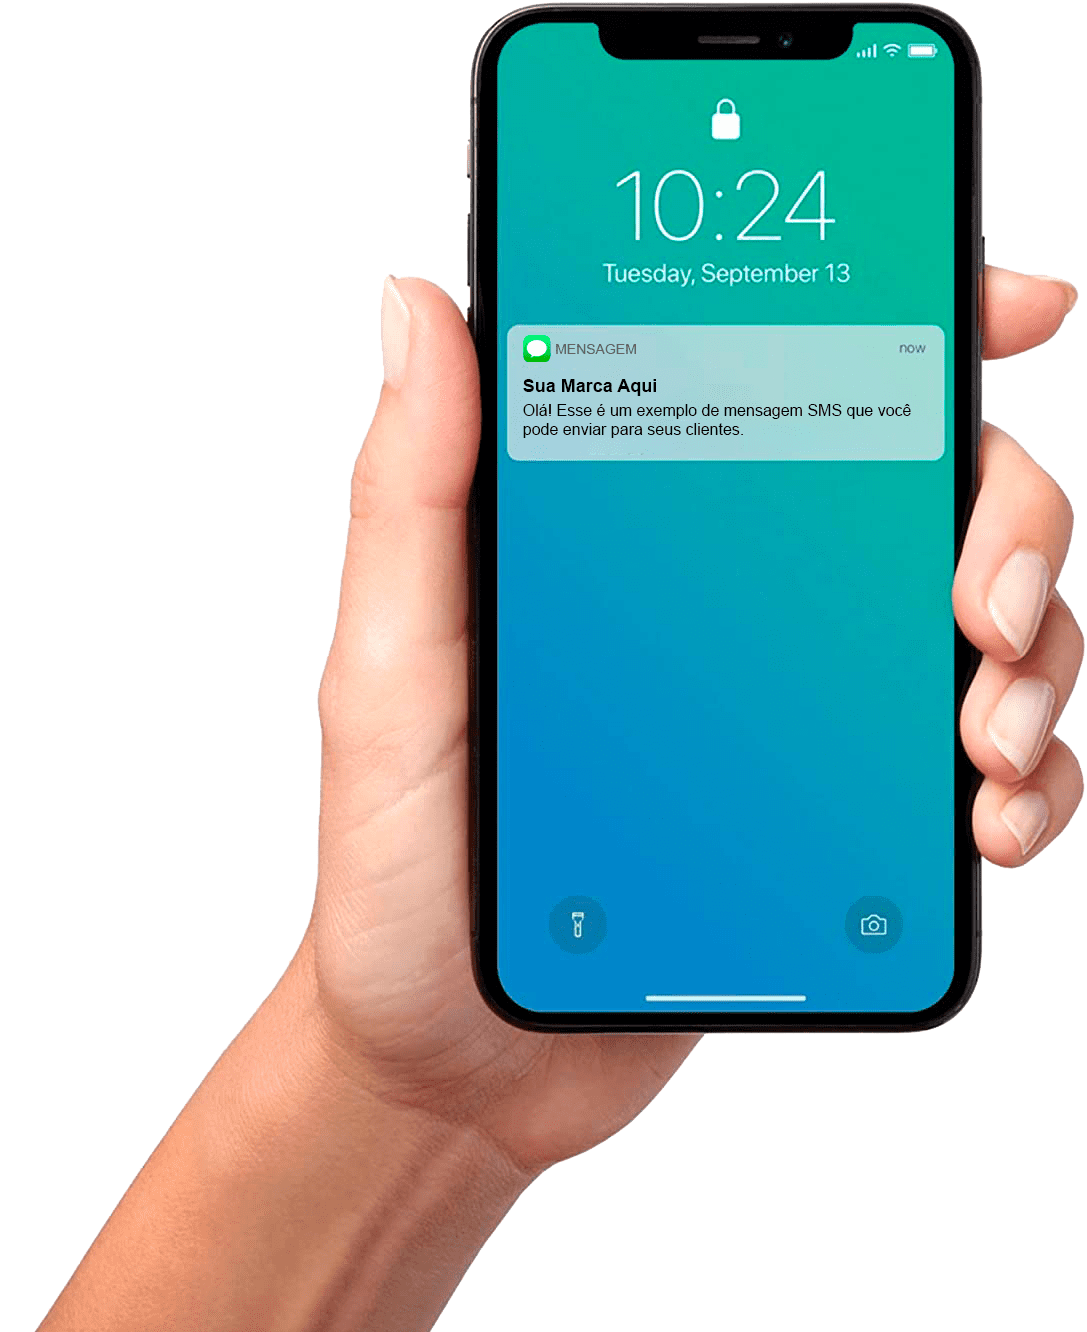 10:24
Tuesday, September 13
MENSAGEM now
Sua Marca Aqui
Olá! Esse é um exemplo de mensagem SMS que você
pode enviar para seus clientes.